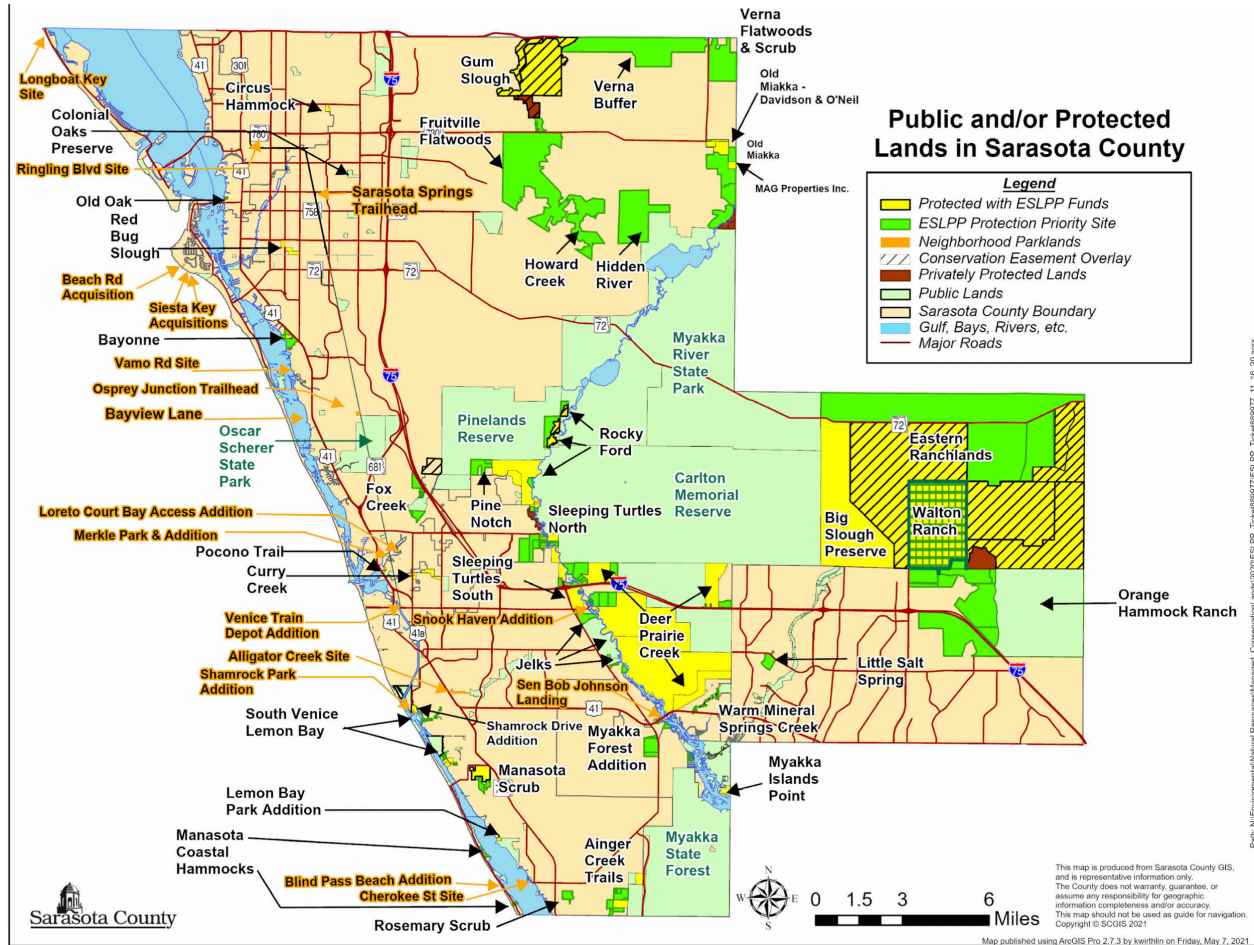 Public and/or Protected
Lands in Sarasota County
Legend
Protected with ESLPP Funds
ESLPP Protection Priority Site
Neighborhood Parklands
Conservation Easement Overlay
Privately Protected Lands
Public Lands
Sarasota County Boundary
Gulf, Bays, Rivers, etc.
Major Roads
Longboat Key
Site
Colonial
Oaks
Preserve
Ringling Blvd Site
Old Oak
Red
Bug
Slough
Beach Rd
Acquisition
Siesta Key
Acquisitions
Bayonne
Vamo Rd Site
Osprey Junction Trailhead
Bayview Lane
Oscar
Scherer
State
Park
Loreto Court Bay Access Addition
Merkle Park & Addition
Pocono Trail
Curry
Creek
Venice Train
Depot Addition
Alligator Creek Site
Shamrock Park
Addition
South Venice
Lemon Bay
Shamrock Drive
Addition
Lemon Bay
Park Addition
Manasota
Coastal
Hammocks
Blind Pass Beach Addition
Cherokee St Site
Rosemary Scrub
Circus
Hammock
Sarasota Springs
Trailhead
Gum
Slough
Verna
Buffer
Verna
Flatwoods
& Scrub
Old
Miakka -
Davidson & O'Neil
Old
Miakka
MAG Properties Inc.
Fruitville
Flatwoods
Howard
Creek
Hidden
River
Myakka
River
State
Park
Pinelands
Reserve
Rocky
Ford
Carlton
Memorial
Reserve
Fox
Creek
Pine
Notch
Sleeping Turtles
North
Sleeping
Turtles
South
Snook Haven Addition
Deer
Prairie
Creek
Jelks
Sen Bob Johnson
Landing
Myakka
Forest
Addition
Warm Mineral
Springs Creek
Little Salt
Spring
Myakka
Islands
Point
Manasota
Scrub
Ainger
Creek
Trails
Myakka
State
Forest
Eastern
Ranchlands
Walton
Ranch
Big
Slough
Preserve
Orange
Hammock Ranch
41
301
75
780
41
758
72
72
75
41
72
72
41
681
75
41
41B
41
75
Sarasota County
N
W
E
S
0 1.5 3 6
Miles
This map is produced from Sarasota County GIS,
and is representative information only.
The County does not warranty, guarantee, or
assume any responsibility for geographic
information completeness and/or accuracy.
This map should not be used as guide for navigation.
Copyright © SCGIS 2021
Map published using ArcGIS Pro 2.7.3 by kwirthlin on Friday, May 7, 2021